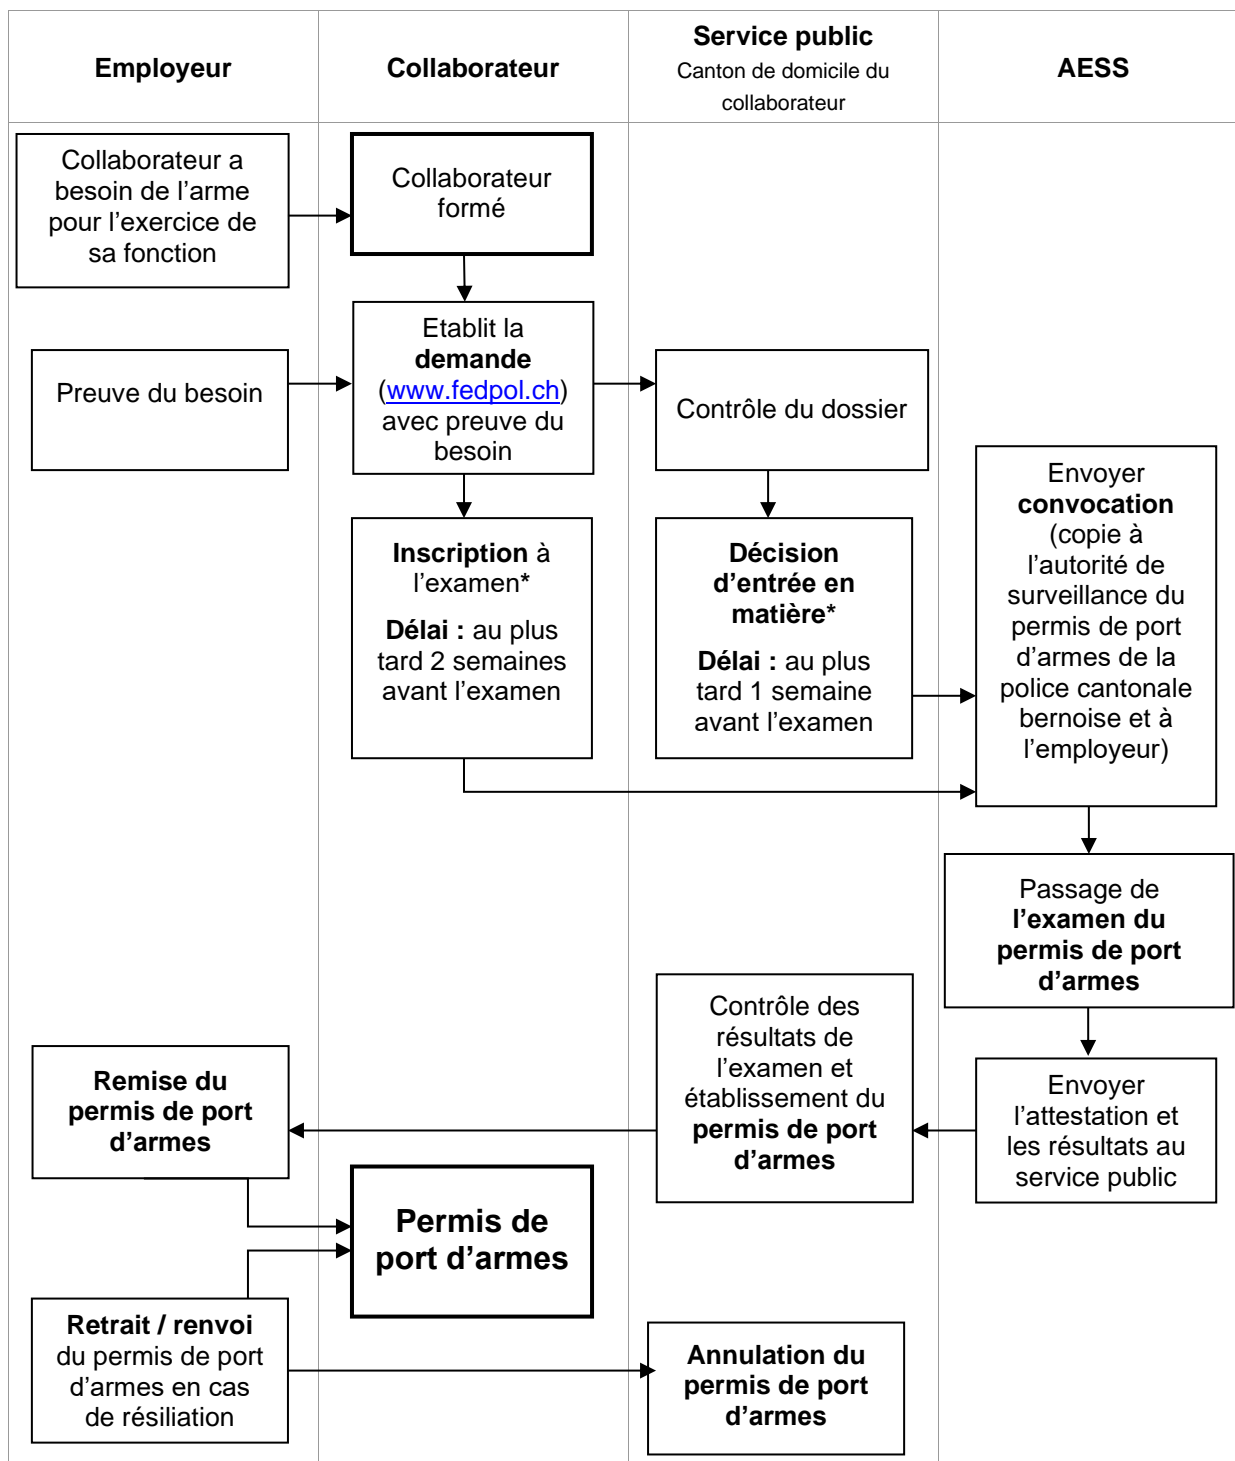 Employeur
Collaborateur
Service public
Canton de domicile du
collaborateur
AESS
Collaborateur a
besoin de l'arme
pour l'exercice de
sa fonction
Collaborateur
formé
Preuve du besoin
Etablit la
demande
(www.fedpol.ch)
avec preuve du
besoin
Contrôle du dossier
Inscription à
l'examen*
Délai : au plus
tard 2 semaines
avant l'examen
Décision
d'entrée en
matière*
Délai : au plus
tard 1 semaine
avant l'examen
Envoyer
convocation
(copie à
l'autorité de
surveillance du
permis de port
d'armes de la
police cantonale
bernoise et à
l'employeur)
Passage de
l'examen du
permis de port
d'armes
Envoyer
l'attestation et
les résultats au
service public
Contrôle des
résultats de
l'examen et
établissement du
permis de port
d'armes
Remise du
permis de port
d'armes
Permis de
port d'armes
Retrait / renvoi
du permis de port
d'armes en cas
de résiliation
Annulation du
permis de port
d'armes